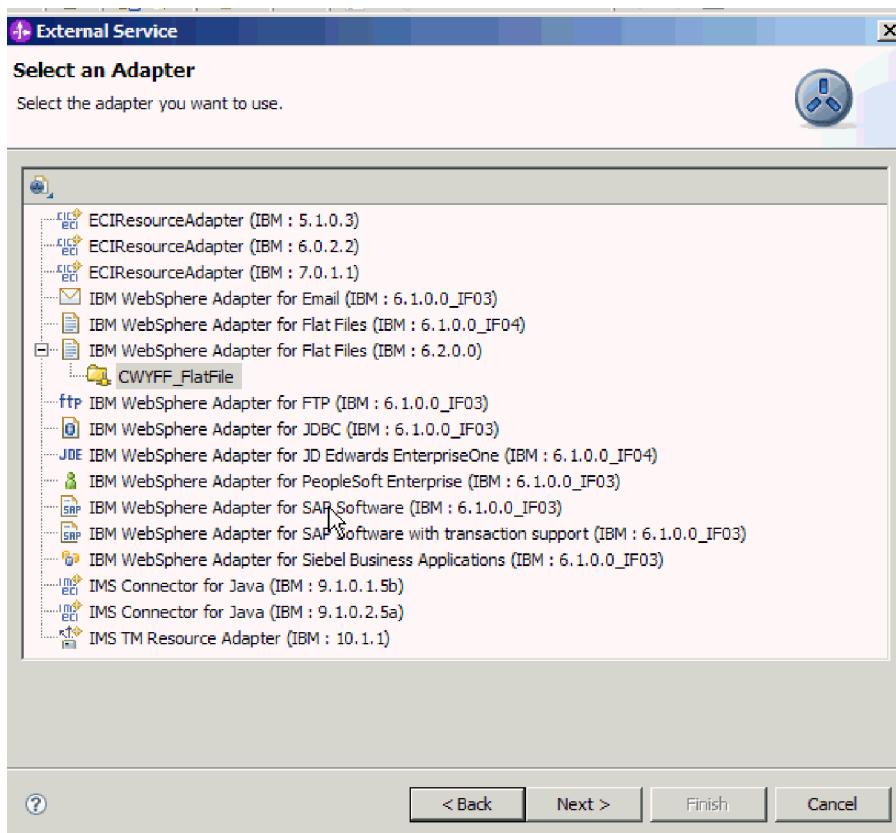 External Service
Select an Adapter
Select the adapter you want to use.
ECIResourceAdapter (IBM : 5.1.0.3)
ECIResourceAdapter (IBM : 6.0.2.2)
ECIResourceAdapter (IBM : 7.0.1.1)
IBM WebSphere Adapter for Email (IBM : 6.1.0.0_IF03)
IBM WebSphere Adapter for Flat Files (IBM : 6.1.0.0_IF04)
IBM WebSphere Adapter for Flat Files (IBM : 6.2.0.0)
CWYFF_FlatFile
ftp IBM WebSphere Adapter for FTP (IBM : 6.1.0.0_IF03)
IBM WebSphere Adapter for JDBC (IBM : 6.1.0.0_IF03)
JDE IBM WebSphere Adapter for JD Edwards EnterpriseOne (IBM : 6.1.0.0_IF04)
IBM WebSphere Adapter for PeopleSoft Enterprise (IBM : 6.1.0.0_IF03)
SAP IBM WebSphere Adapter for SAP Software (IBM : 6.1.0.0_IF03)
SAP IBM WebSphere Adapter for SAP Software with transaction support (IBM : 6.1.0.0_IF03)
IBM WebSphere Adapter for Siebel Business Applications (IBM : 6.1.0.0_IF03)
IMS Connector for Java (IBM : 9.1.0.1.5b)
IMS Connector for Java (IBM : 9.1.0.2.5a)
IMS TM Resource Adapter (IBM : 10.1.1)
< Back Next > Finish Cancel